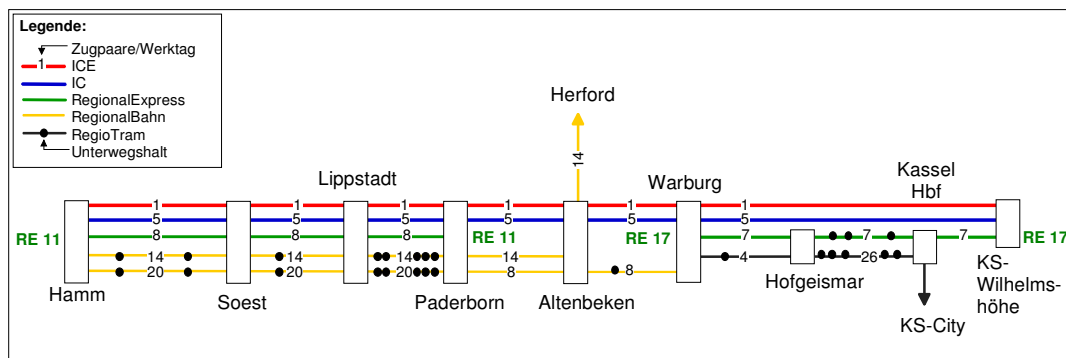 Legende:
Zugpaare/Werktag
1 ICE
IC
RegionalExpress
RegionalBahn
RegioTram
Unterwegshalt
Herford
14
Lippstadt
Warburg
Kassel
Hbf
1 1 1 1 1 1
5 5 5 5 5 5
RE 11 8 8 8 RE 11 RE 17 7 7 7 RE 17
14 14 14 14 4 26
20 20 20 8 8
Hamm
Soest
Paderborn
Altenbeken
Hofgeismar
KS-
Wilhelms-
höhe
KS-City